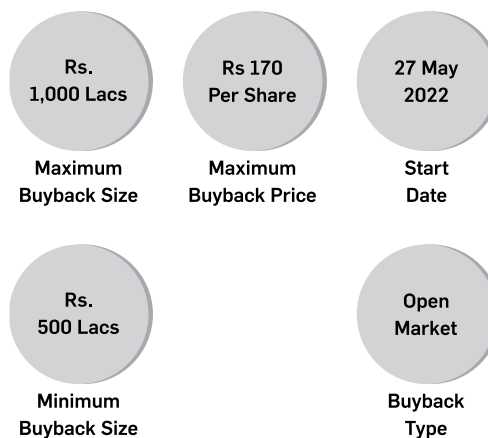 Rs.
1,000 Lacs
Maximum
Buyback Size
Rs 170
Per Share
Maximum
Buyback Price
27 May
2022
Start
Date
Rs.
500 Lacs
Minimum
Buyback Size
Open
Market
Buyback
Type